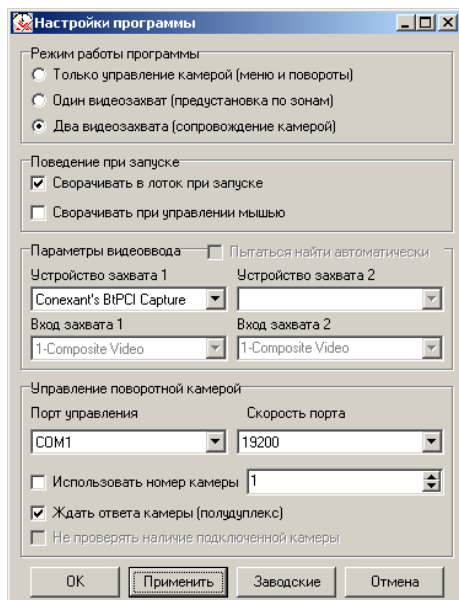 Настройки программы
Режим работы программы
Только управление камерой (меню и повороты)
Один видеозахват (предустановка по зонам)
Два видеозахвата (сопровождение камерой)
Поведение при запуске
Сворачивать в лоток при запуске
Сворачивать при управлении мышью
Параметры видеоввода Пытаться найти автоматически
Устройство захвата 1 Устройство захвата 2
Conexant's BtPCI Capture
Вход захвата 1 Вход захвата 2
1-Composite Video 1-Composite Video
Управление поворотной камерой
Порт управления Скорость порта
COM1 19200
Использовать номер камеры 1
Ждать ответа камеры (полудуплекс)
Не проверять наличие подключенной камеры
OK Применить Заводские Отмена